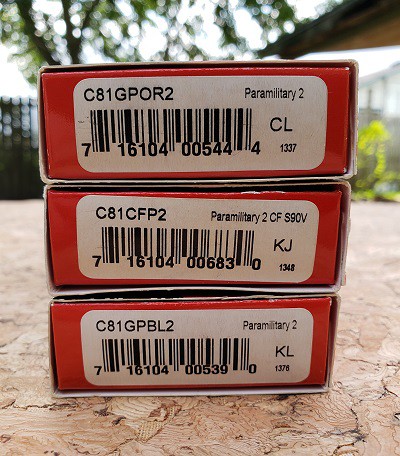 C81GPOR2 Paramilitary 2
CL
7 16104 00544 4 1337
C81CFP2 Paramilitary 2 CF S90V
KJ
7 16104 00683 0 1348
C81GPBL2 Paramilitary 2
KL
7 16104 00539 0 1376